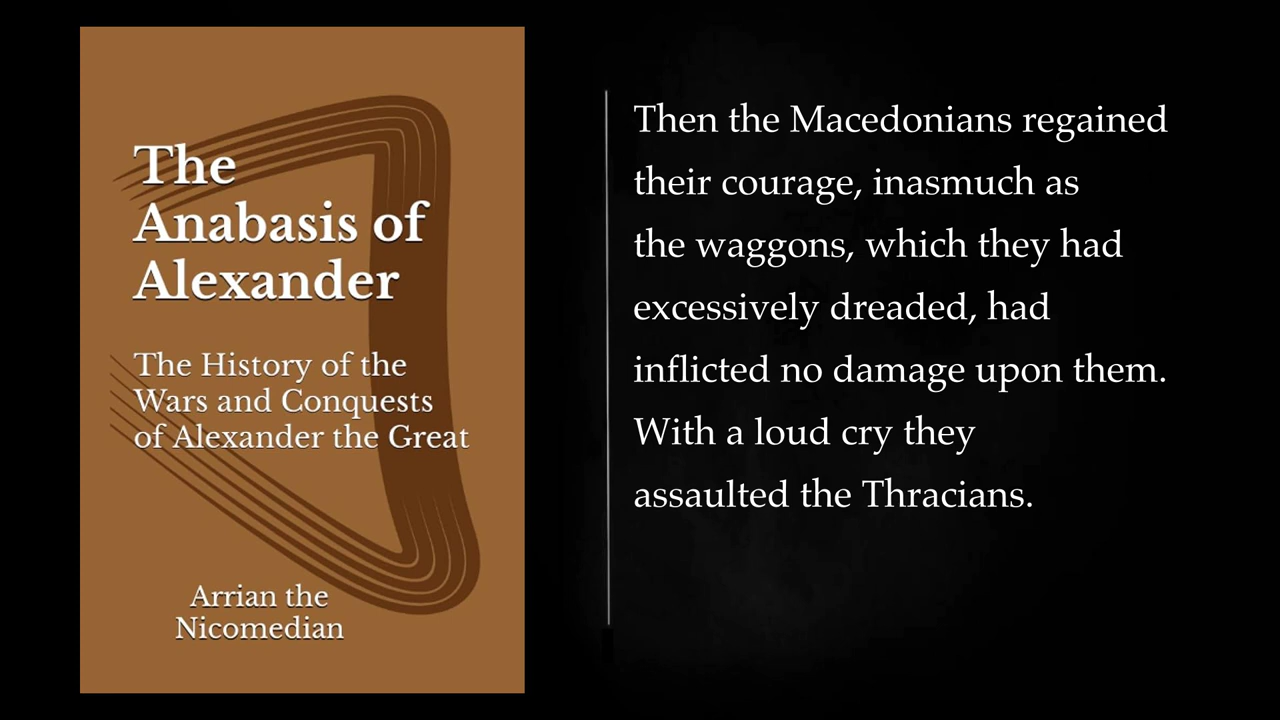 The
Anabasis of
Alexander
The History of the
Wars and Conquests
of Alexander the Great
Arrian the
Nicomedian
Then the Macedonians regained
their courage, inasmuch as
the waggons, which they had
excessively dreaded, had
inflicted no damage upon them.
With a loud cry they
assaulted the Thracians.